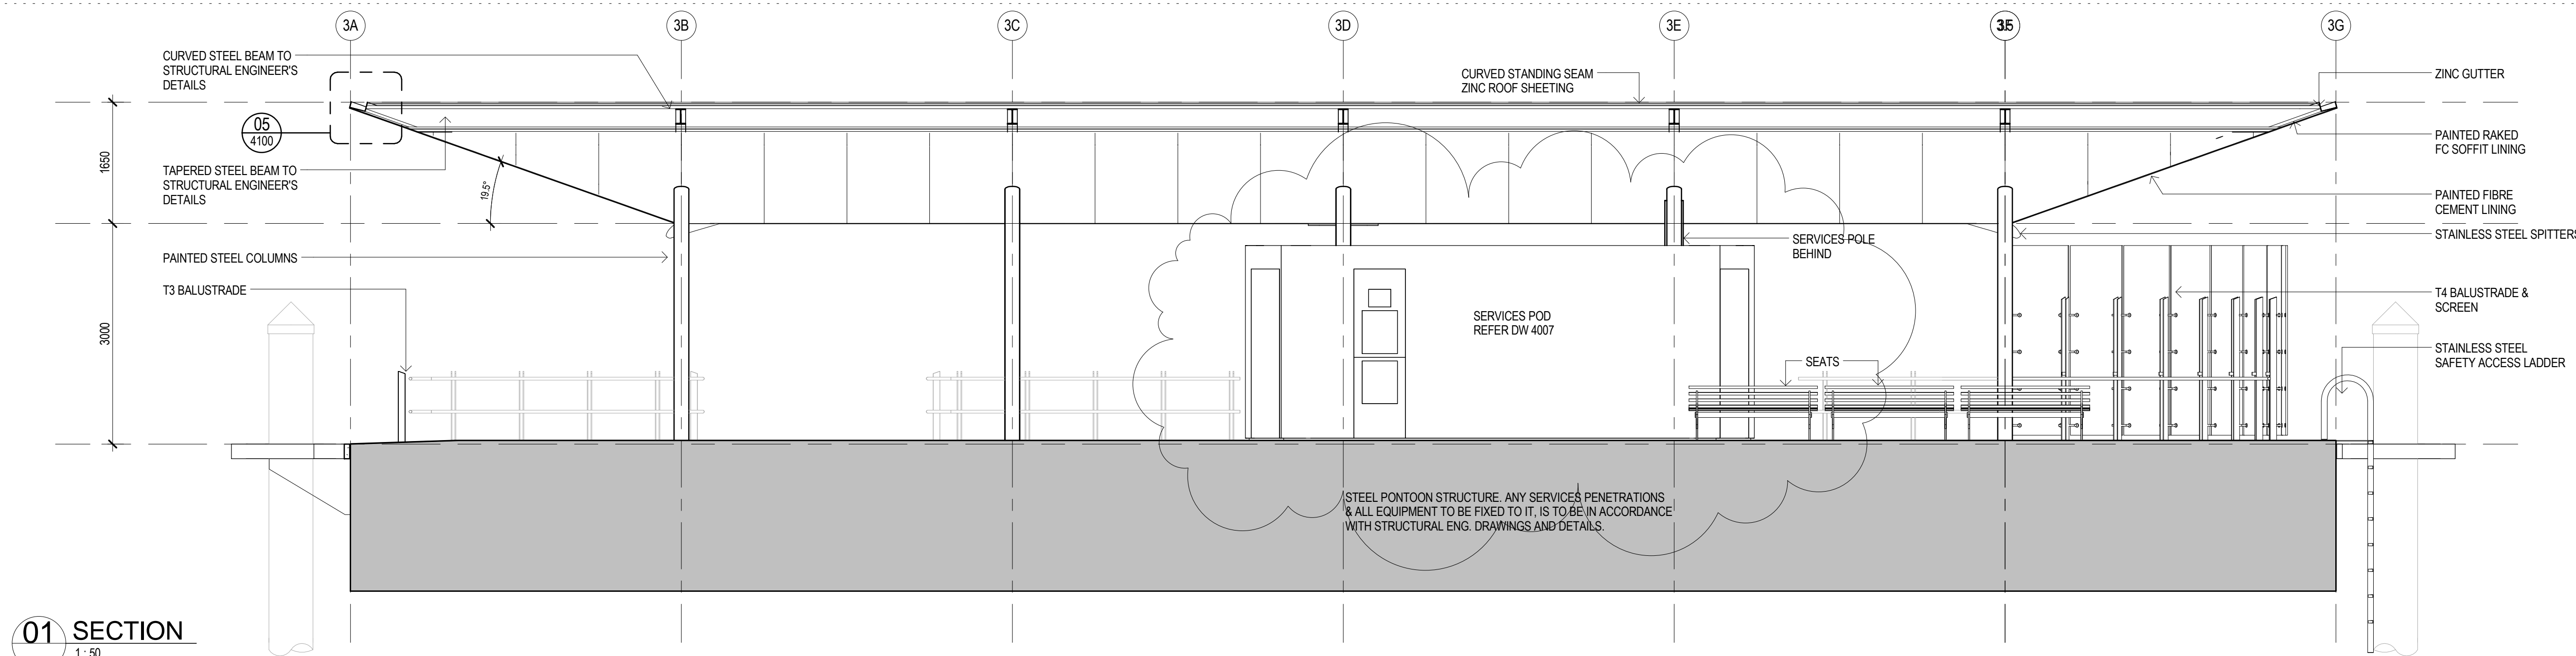 3A
3B
3C
3D
3E
3G
CURVED STEEL BEAM TO
STRUCTURAL ENGINEER'S
DETAILS
CURVED STANDING SEAM
ZINC ROOF SHEETING
ZINC GUTTER
05
4100
1650
PAINTED RAKED
FC SOFFIT LINING
TAPERED STEEL BEAM TO
STRUCTURAL ENGINEER'S
DETAILS
19.5°
PAINTED FIBRE
CEMENT LINING
STAINLESS STEEL SPITTERS
SERVICES POLE
BEHIND
PAINTED STEEL COLUMNS
T3 BALUSTRADE
T4 BALUSTRADE &
SCREEN
3000
SERVICES POD
REFER DW 4007
STAINLESS STEEL
SAFETY ACCESS LADDER
SEATS
STEEL PONTOON STRUCTURE. ANY SERVICES PENETRATIONS
& ALL EQUIPMENT TO BE FIXED TO IT, IS TO BE IN ACCORDANCE
WITH STRUCTURAL ENG. DRAWINGS AND DETAILS.
01 SECTION
1 : 50